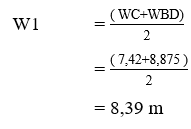 W1 = (WC+WBD)/2
= (7,42+8,875)/2
= 8,39 m